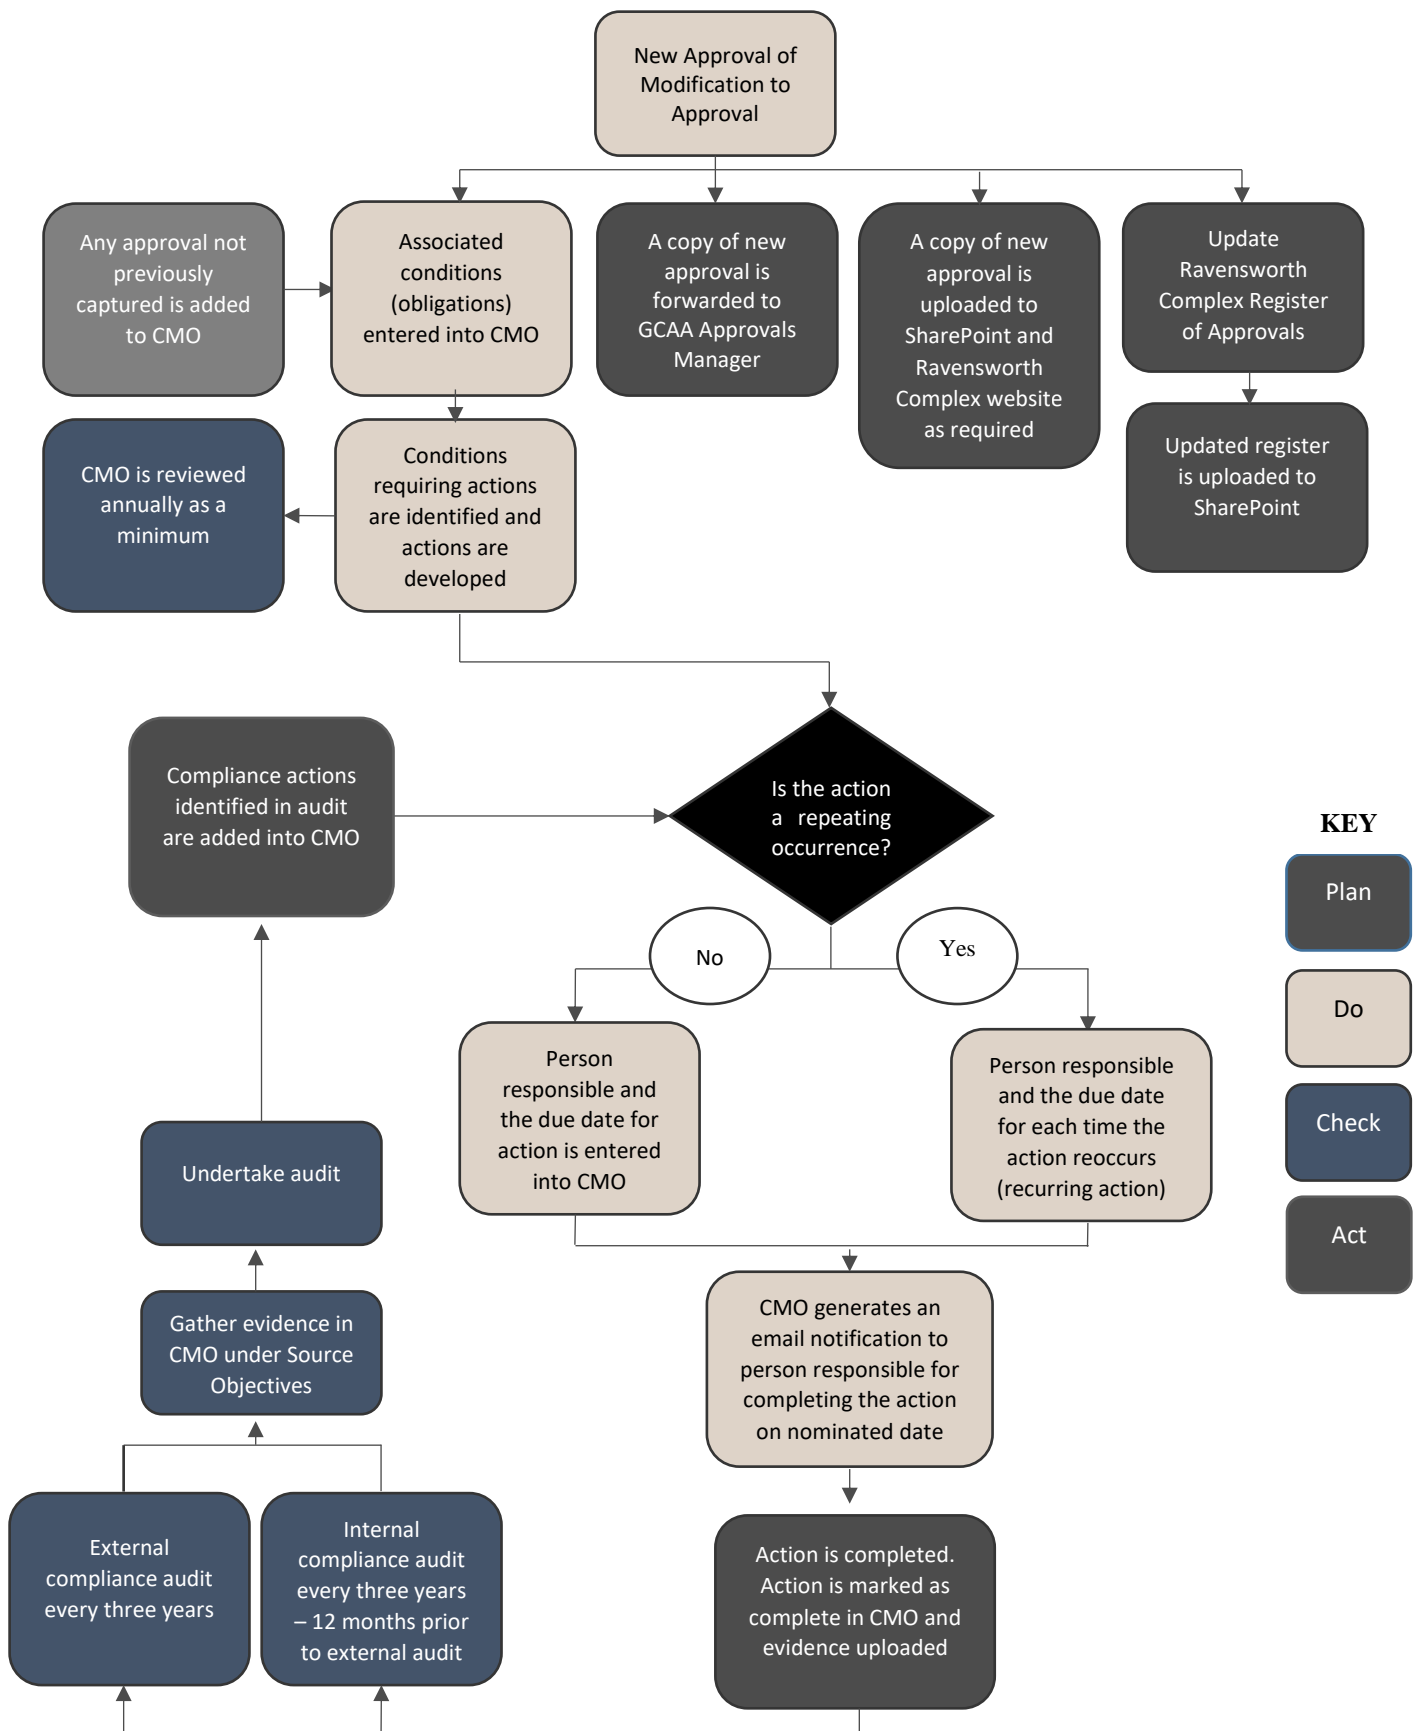 New Approval of
Modification to
Approval
Any approval not
previously
captured is added
to CMO
Associated
conditions
(obligations)
entered into CMO
A copy of new
approval is
forwarded to
GCAA Approvals
Manager
A copy of new
approval is
uploaded to
SharePoint and
Ravensworth
Complex website
as required
Update
Ravensworth
Complex Register
of Approvals
CMO is reviewed
annually as a
minimum
Conditions
requiring actions
are identified and
actions are
developed
Updated register
is uploaded to
SharePoint
Compliance actions
identified in audit
are added into CMO
Is the action
a repeating
occurrence?
KEY
Plan
Do
Check
Act
No
Yes
Person
responsible and
the due date for
action is entered
into CMO
Person responsible
and the due date
for each time the
action reoccurs
(recurring action)
Undertake audit
CMO generates an
email notification to
person responsible for
completing the action
on nominated date
Gather evidence in
CMO under Source
Objectives
External
compliance audit
every three years
Internal
compliance audit
every three years
– 12 months prior
to external audit
Action is completed.
Action is marked as
complete in CMO and
evidence uploaded